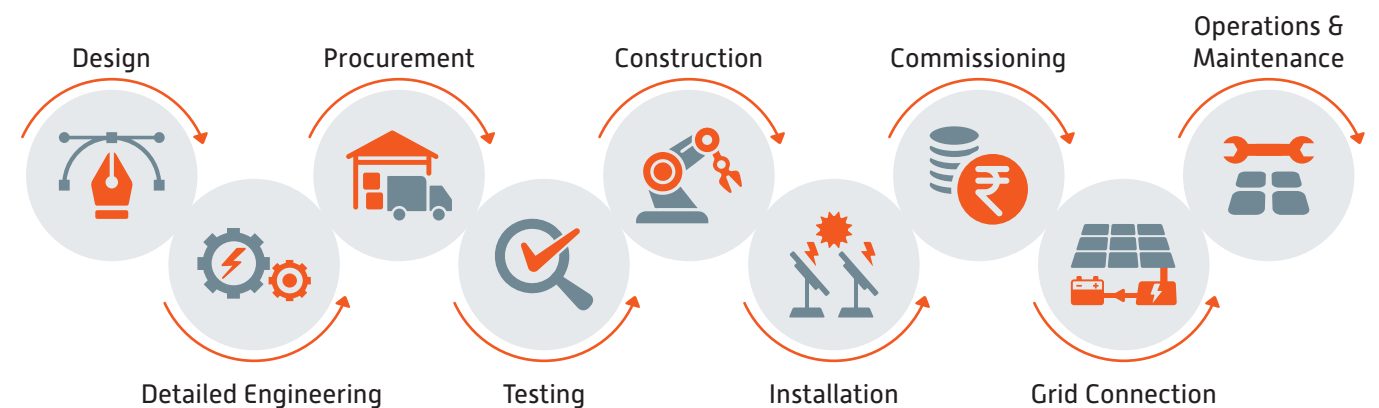 Design
Detailed Engineering
Procurement
Testing
Construction
Installation
Commissioning
Grid Connection
Operations &
Maintenance